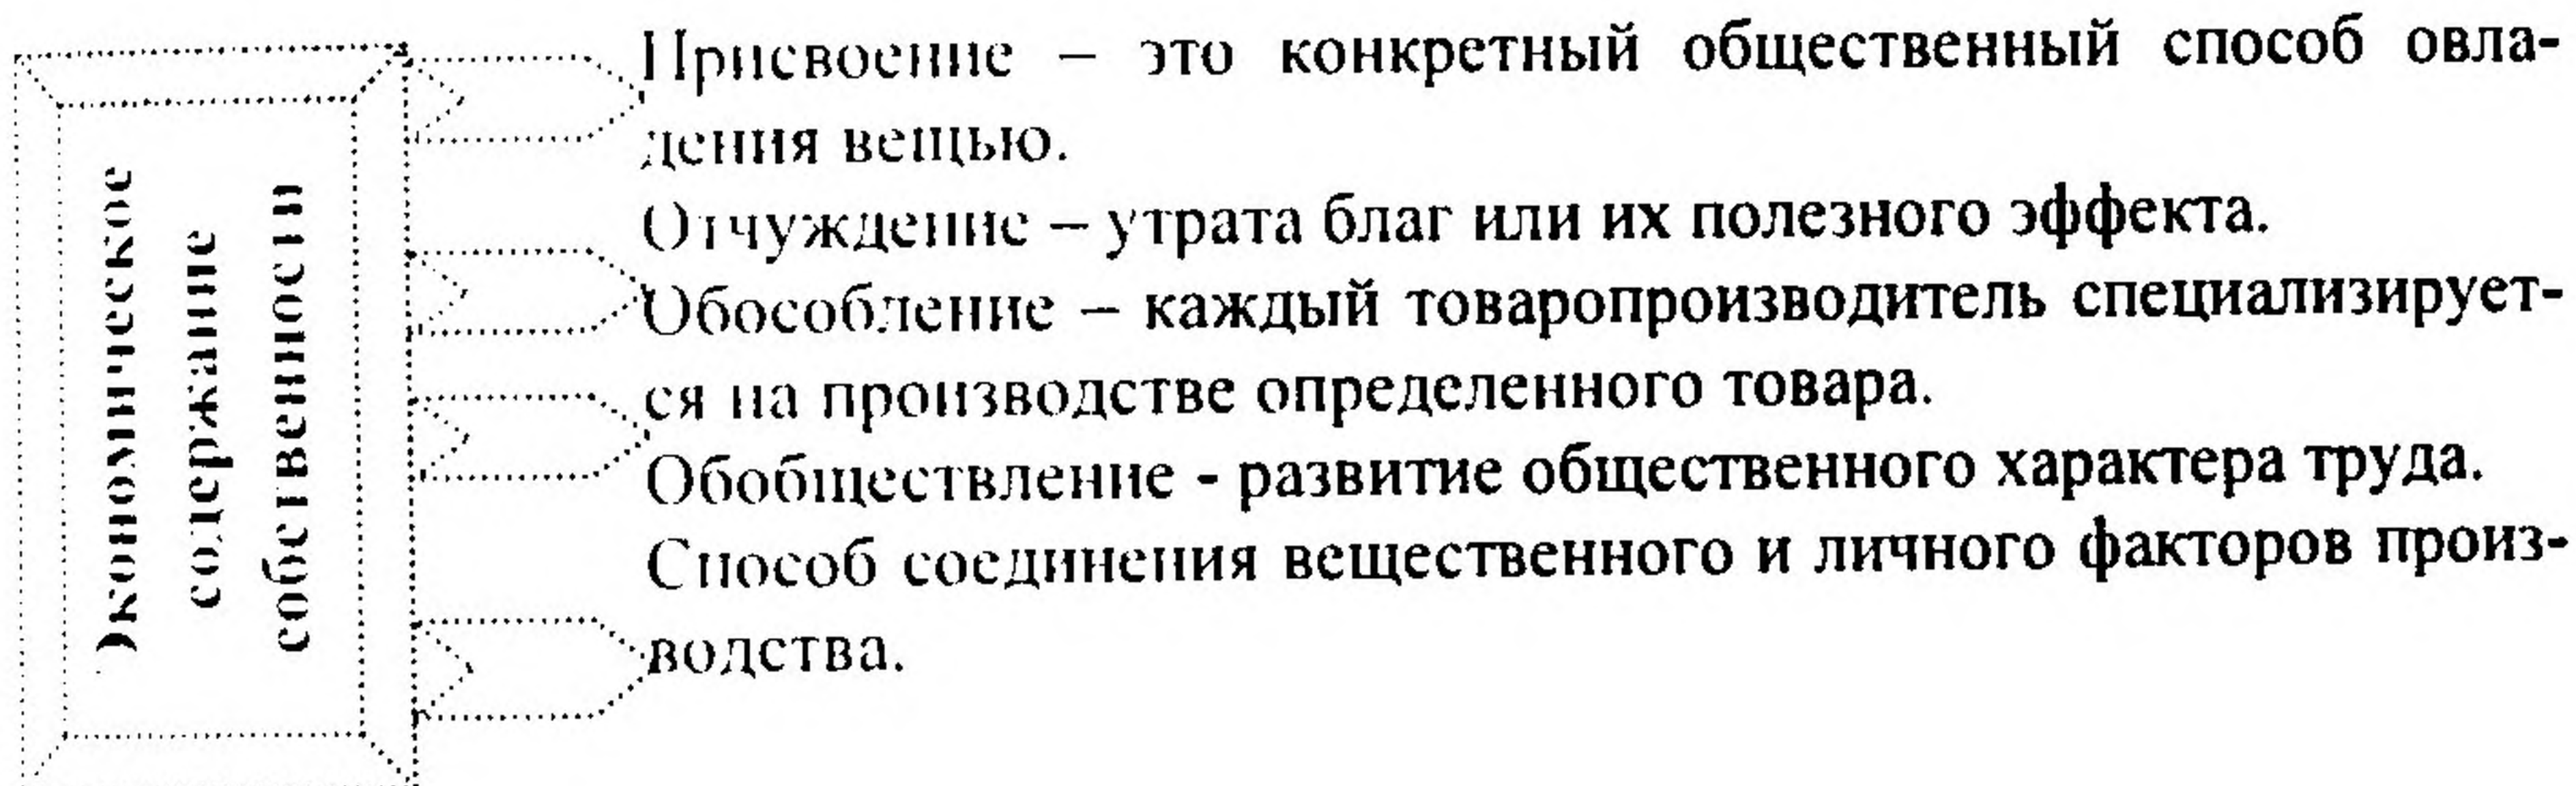 Экономическое
содержание
собственности
Присвоение – это конкретный общественный способ овла-
дения вещью.
Отчуждение – утрата благ или их полезного эффекта.
Обособление – каждый товаропроизводитель специализирует-
ся на производстве определенного товара.
Обобществление - развитие общественного характера труда.
Способ соединения вещественного и личного факторов произ-
водства.